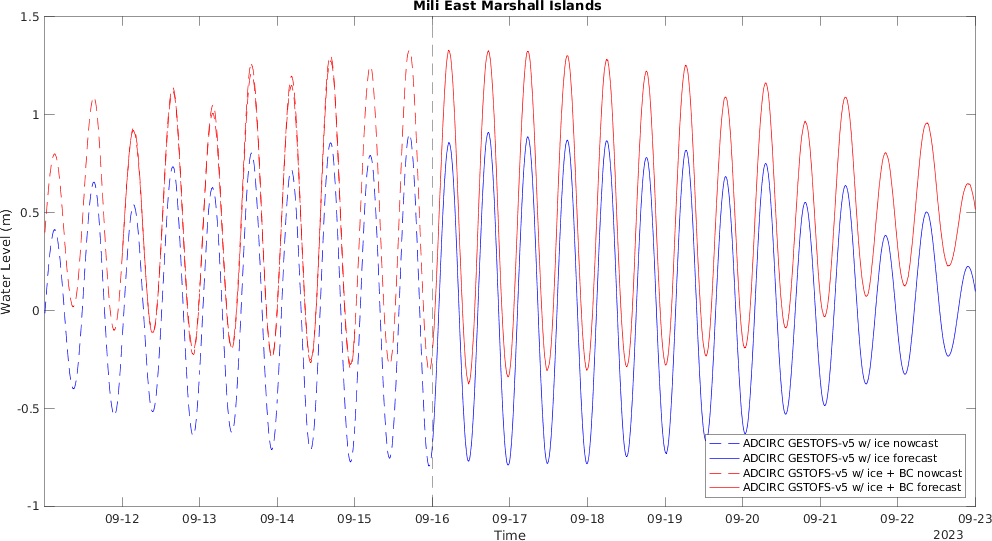 Mili East Marshall Islands
1.5
1
0.5
0
-0.5
-1
Water Level (m)
ADCIRC GESTOFS-v5 w/ ice nowcast
ADCIRC GESTOFS-v5 w/ ice forecast
ADCIRC GSTOFS-v5 w/ ice + BC nowcast
ADCIRC GSTOFS-v5 w/ ice + BC forecast
09-12 09-13 09-14 09-15 09-16 09-17 09-18 09-19 09-20 09-21 09-22 09-23
Time
2023